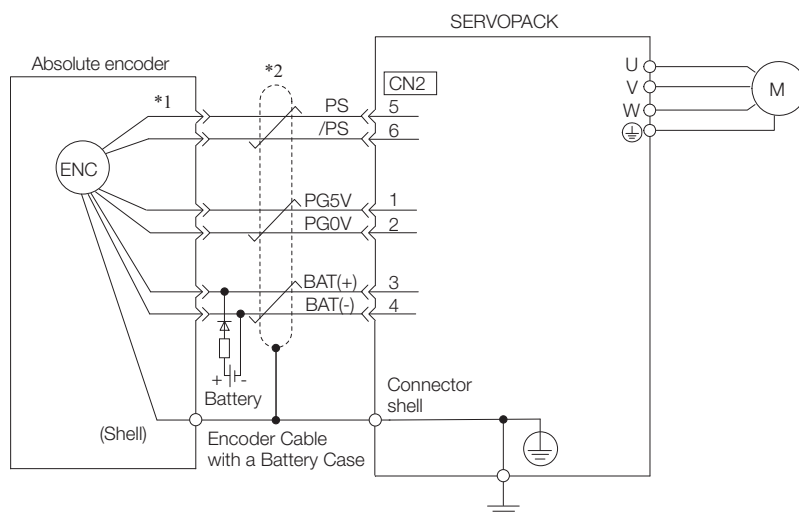 SERVOPACK
Absolute encoder
*1
*2
CN2
ENC
PS 5
/PS 6
PG5V 1
PG0V 2
BAT(+) 3
BAT(-) 4
U
V
W
M
+ -
Battery
(Shell)
Encoder Cable
with a Battery Case
Connector
shell